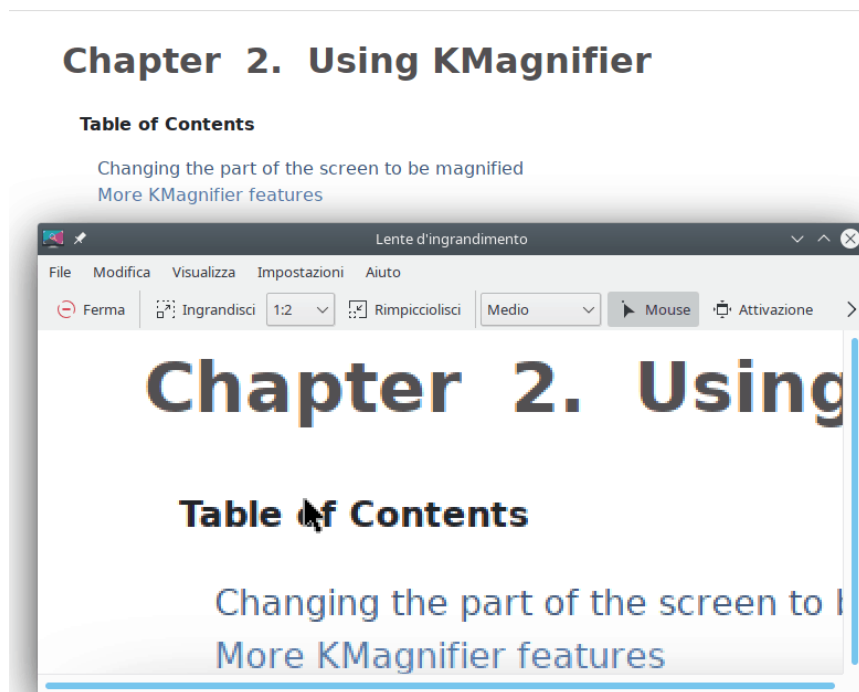 Chapter 2. Using KMagnifier
Table of Contents
Changing the part of the screen to be magnified
More KMagnifier features
Lente d'ingrandimento
File Modifica Visualizza Impostazioni Aiuto
Ferma Ingrandisci 1:2 Rimpicciolisci Medio Mouse Attivazione
Chapter 2. Using
Table of Contents
Changing the part of the screen to
More KMagnifier features